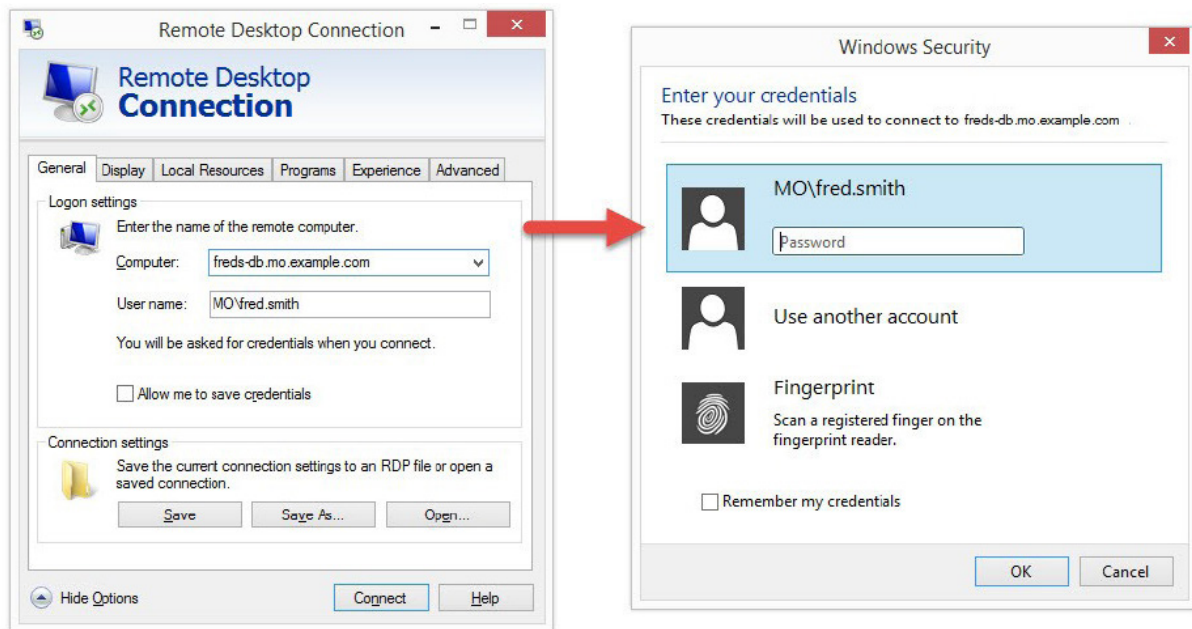 Remote Desktop Connection
Remote Desktop
Connection
General Display Local Resources Programs Experience Advanced
Logon settings
Enter the name of the remote computer.
Computer: freds-db.mo.example.com
User name: MO\fred.smith
You will be asked for credentials when you connect.
Allow me to save credentials
Connection settings
Save the current connection settings to an RDP file or open a
saved connection.
Save Save As... Open...
Hide Options Connect Help
Windows Security
Enter your credentials
These credentials will be used to connect to freds-db.mo.example.com .
MO\fred.smith
Password
Use another account
Fingerprint
Scan a registered finger on the
fingerprint reader.
Remember my credentials
OK Cancel